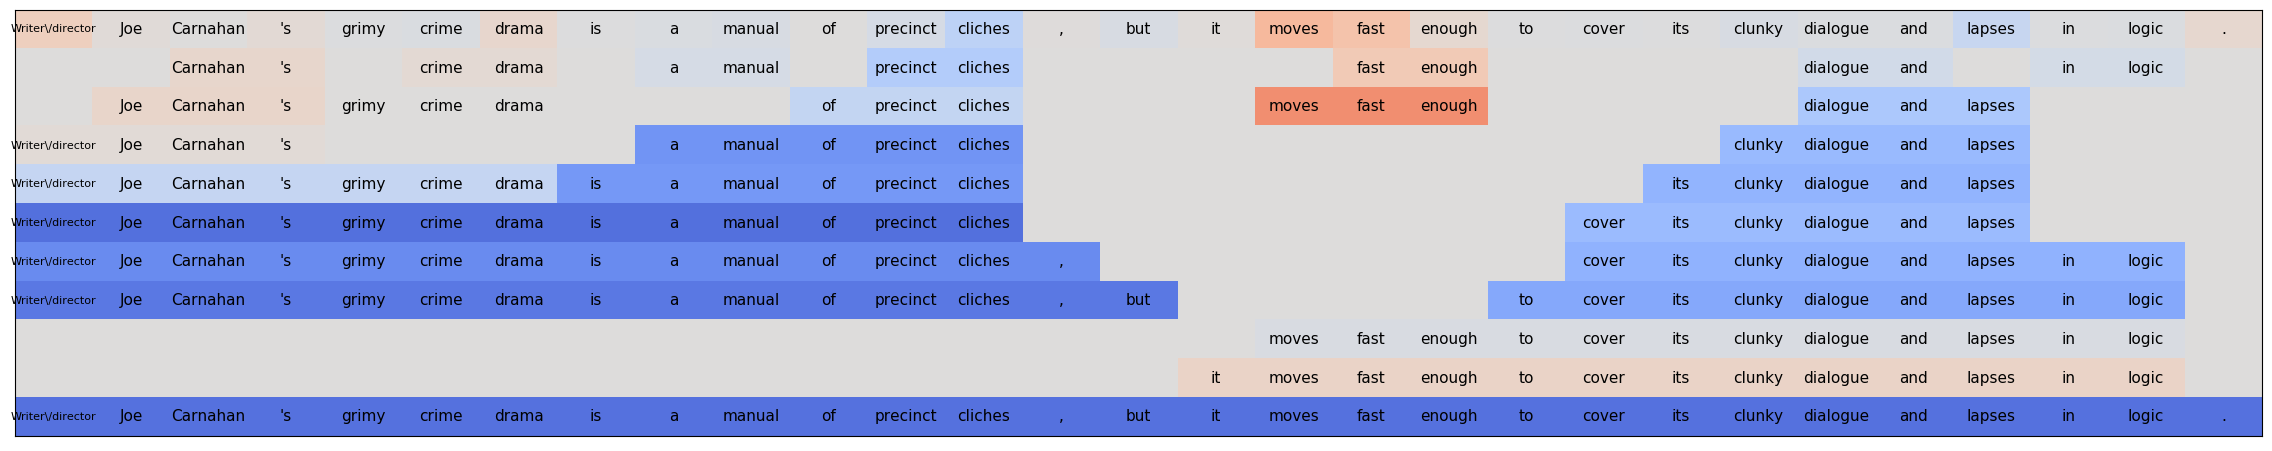 Writer\/director Joe Carnahan 's grimy crime drama is a manual of precinct cliches , but it moves fast enough to cover its clunky dialogue and lapses in logic .
Carnahan 's crime drama a manual precinct cliches fast enough dialogue and in logic
Joe Carnahan 's grimy crime drama of precinct cliches moves fast enough dialogue and lapses
Writer\/director Joe Carnahan 's a manual of precinct cliches clunky dialogue and lapses
Writer\/director Joe Carnahan 's grimy crime drama is a manual of precinct cliches its clunky dialogue and lapses
Writer\/director Joe Carnahan 's grimy crime drama is a manual of precinct cliches cover its clunky dialogue and lapses
Writer\/director Joe Carnahan 's grimy crime drama is a manual of precinct cliches , cover its clunky dialogue and lapses in logic
Writer\/director Joe Carnahan 's grimy crime drama is a manual of precinct cliches , but to cover its clunky dialogue and lapses in logic
moves fast enough to cover its clunky dialogue and lapses in logic
it moves fast enough to cover its clunky dialogue and lapses in logic
Writer\/director Joe Carnahan 's grimy crime drama is a manual of precinct cliches , but it moves fast enough to cover its clunky dialogue and lapses in logic .